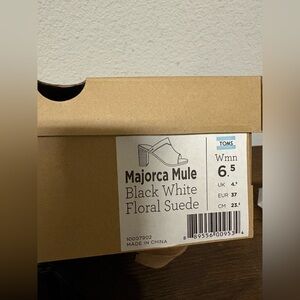 TOMS
Wmn
6.5
Majorca Mule
Black White
Floral Suede
UK 4.5
EUR 37
CM 23.5
10007902
MADE IN CHINA